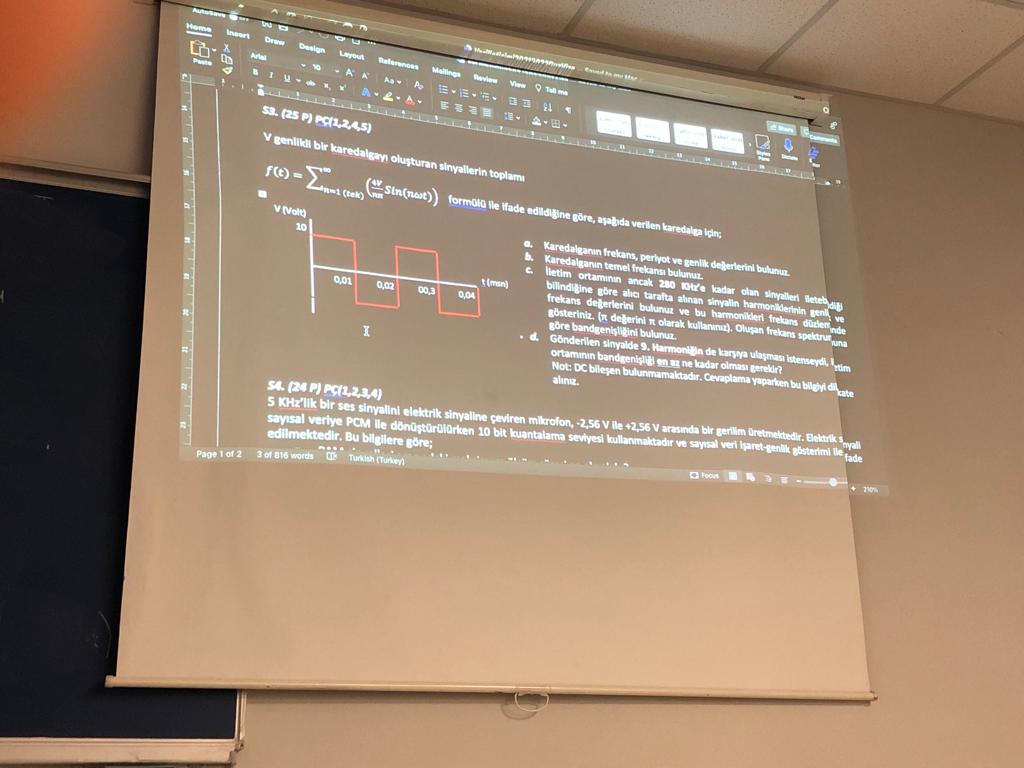 AutoSave
Saved to my Mac
Home Insert Draw Design Layout References Mailings Review View Tell me
Paste
Arial 10
Share
Comments
Dictate
S3. (25 P) PÇ(1,2,4,5)
V genlikli bir karedalgayı oluşturan sinyallerin toplamı
f(t) = ∑ n=1 (tek) ∞ (4V/nπ Sin(nωt)) formülü ile ifade edildiğine göre, aşağıda verilen karedalga için;
V (Volt)
10
0,01 0,02 00,3 0,04
t (msn)
a. Karedalganın frekans, periyot ve genlik değerlerini bulunuz.
b. Karedalganın temel frekansı bulunuz.
c. İletim ortamının ancak 280 KHz'e kadar olan sinyalleri iletebildiği
bilindiğine göre alıcı tarafta alınan sinyalin harmoniklerinin genlik ve
frekans değerlerini bulunuz ve bu harmonikleri frekans düzleminde
gösteriniz. (π değerini π olarak kullanınız). Oluşan frekans spektrumuna
göre bandgenişliğini bulunuz.
d. Gönderilen sinyalde 9. Harmoniğin de karşıya ulaşması istenseydi, iletim
ortamının bandgenişliği en az ne kadar olması gerekir?
Not: DC bileşen bulunmamaktadır. Cevaplama yaparken bu bilgiyi dikkate
alınız.
S4. (24 P) PÇ(1,2,3,4)
5 KHz'lik bir ses sinyalini elektrik sinyaline çeviren mikrofon, -2,56 V ile +2,56 V arasında bir gerilim üretmektedir. Elektrik sinyali
sayısal veriye PCM ile dönüştürülürken 10 bit kuantalama seviyesi kullanmaktadır ve sayısal veri işaret-genlik gösterimi ile ifade
edilmektedir. Bu bilgilere göre;
Page 1 of 2 3 of 816 words Turkish (Turkey) Focus 210%